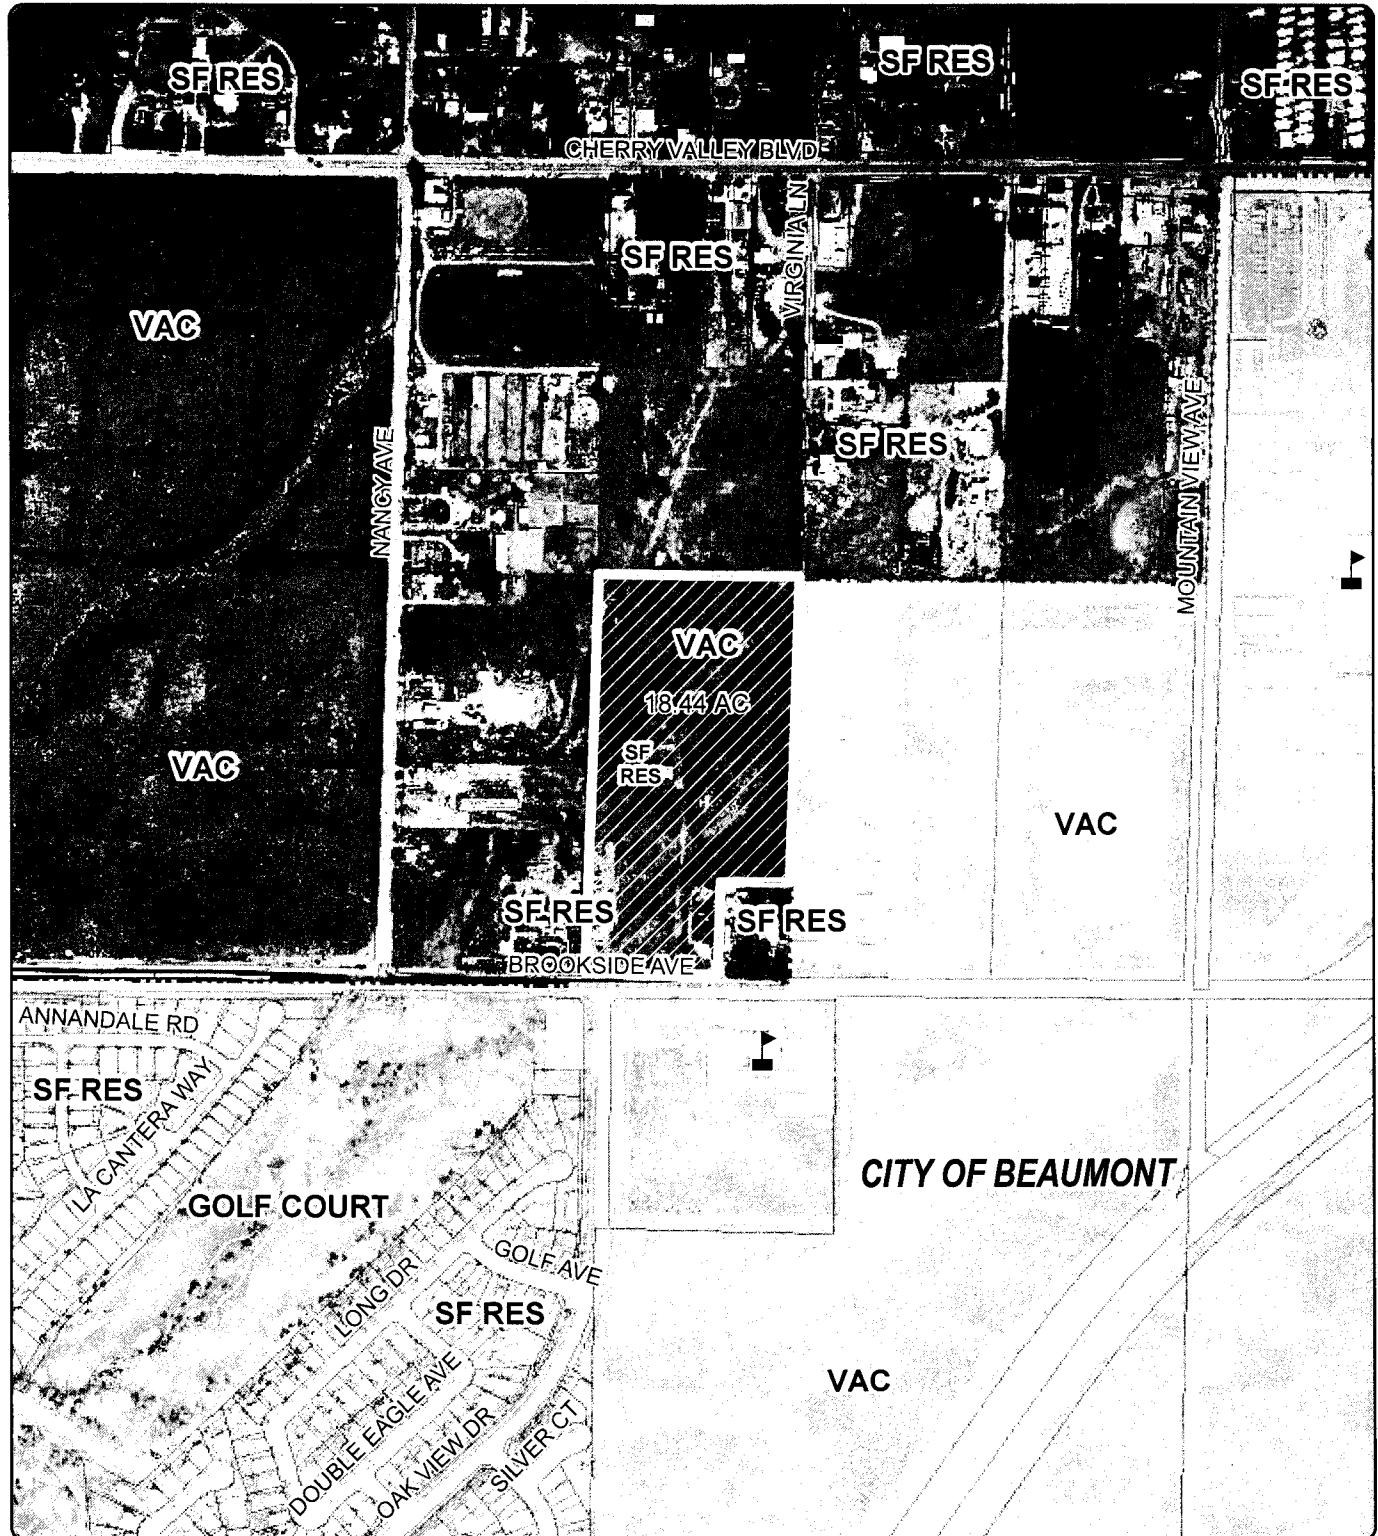 SF RES
SF RES
SF RES
CHERRY VALLEY BLVD
VIRGINIA LN
SF RES
VAC
NANCY AVE
MOUNTAIN VIEW AVE
SF RES
VAC
18.44 AC
SF
RES
VAC
VAC
SF RES
SF RES
BROOKSIDE AVE
ANNANDALE RD
SF RES
LA CANTERA WAY
GOLF COURT
CITY OF BEAUMONT
GOLF AVE
LONG DR
SF RES
VAC
DOUBLE EAGLE AVE
OAK VIEW DR
SILVER CT